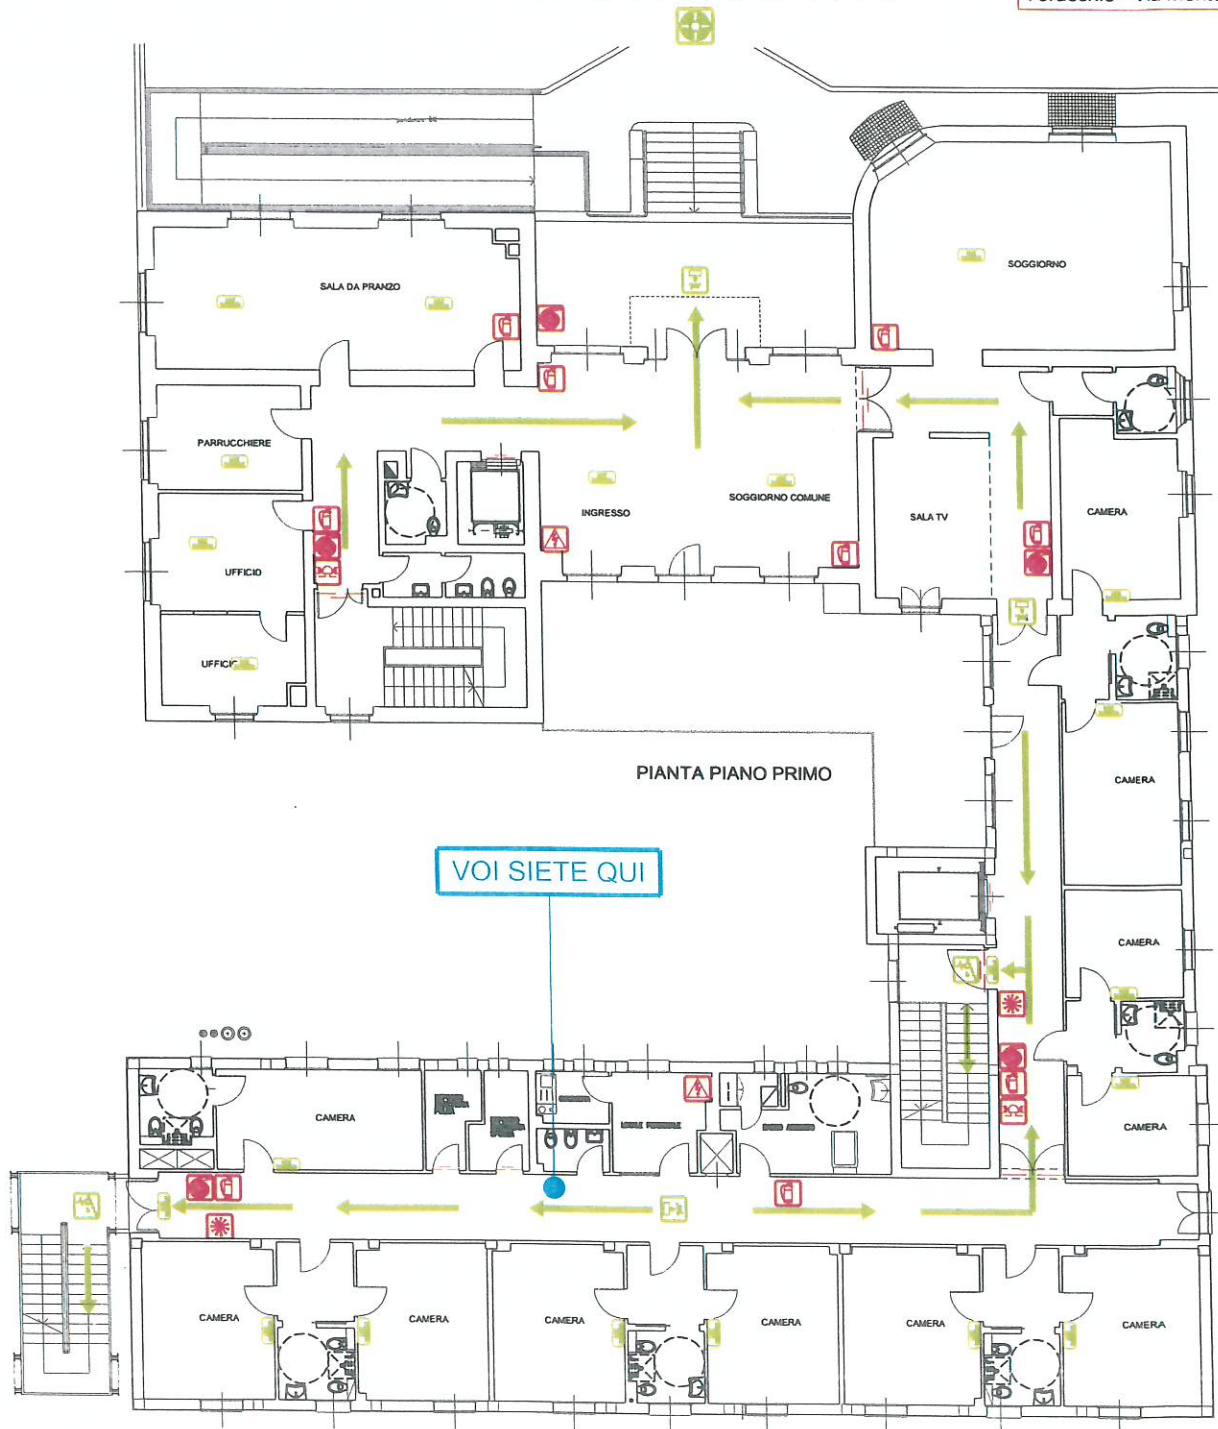 SOGGIORNO
SALA DA PRANZO
PARRUCCHIERE
INGRESSO
SOGGIORNO COMUNE
SALA TV
CAMERA
UFFICIO
UFFICIO
PIANTA PIANO PRIMO
CAMERA
VOI SIETE QUI
CAMERA
CAMERA
CAMERA
CAMERA
CAMERA
CAMERA
CAMERA
CAMERA
CAMERA